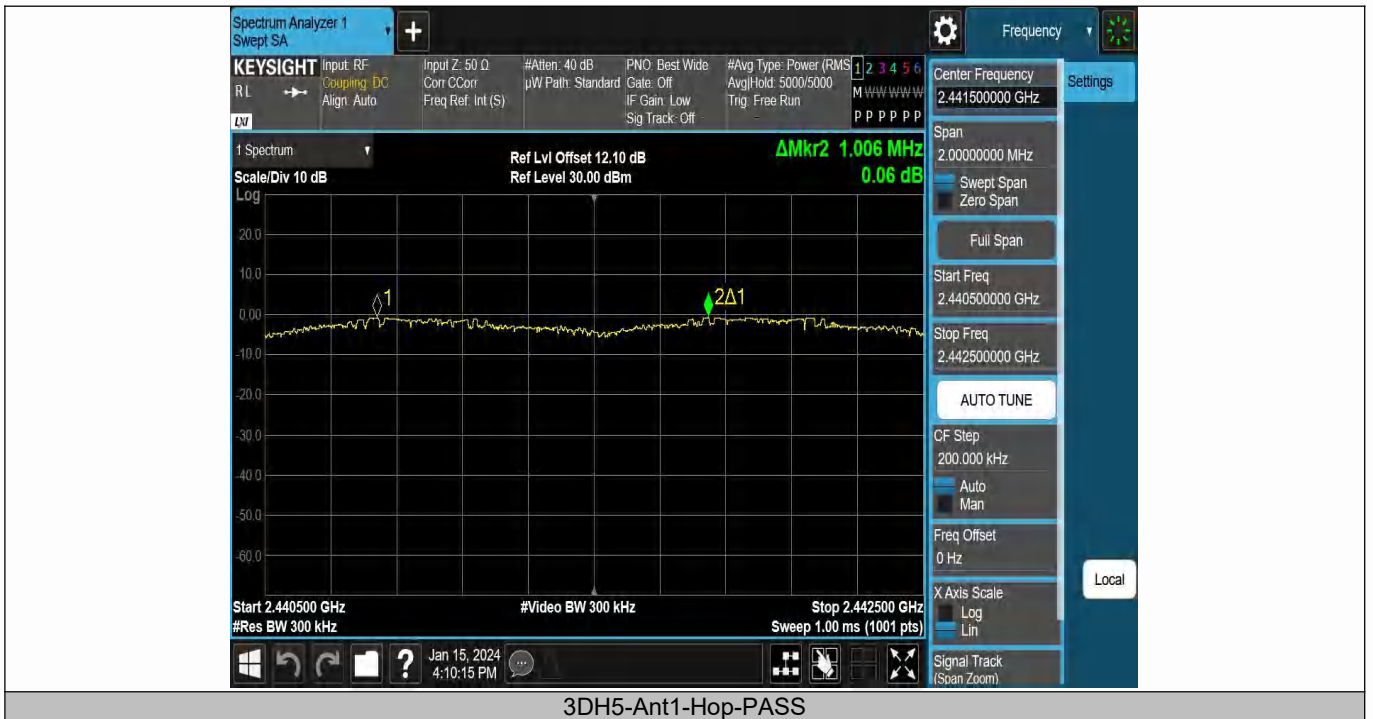 Spectrum Analyzer 1
Swept SA
+
Frequency
KEYSIGHT
RL
LXI
Input: RF
Coupling: DC
Align: Auto
Input Z: 50 Ω
Corr CCorr
Freq Ref: Int (S)
#Atten: 40 dB
µW Path: Standard
PNO: Best Wide
Gate: Off
IF Gain: Low
Sig Track: Off
#Avg Type: Power (RMS
Avg|Hold: 5000/5000
Trig: Free Run
1 2 3 4 5 6
M W W W W W
P P P P P P
1 Spectrum
Scale/Div 10 dB
Ref Lvl Offset 12.10 dB
Ref Level 30.00 dBm
ΔMkr2 1.006 MHz
0.06 dB
Log
20.0
10.0
0.00
-10.0
-20.0
-30.0
-40.0
-50.0
-60.0
1
2Δ1
Start 2.440500 GHz
#Res BW 300 kHz
#Video BW 300 kHz
Stop 2.442500 GHz
Sweep 1.00 ms (1001 pts)
Center Frequency
2.441500000 GHz
Settings
Span
2.00000000 MHz
Swept Span
Zero Span
Full Span
Start Freq
2.440500000 GHz
Stop Freq
2.442500000 GHz
AUTO TUNE
CF Step
200.000 kHz
Auto
Man
Freq Offset
0 Hz
X Axis Scale
Log
Lin
Signal Track
(Span Zoom)
Local
?
Jan 15, 2024
4:10:15 PM
3DH5-Ant1-Hop-PASS